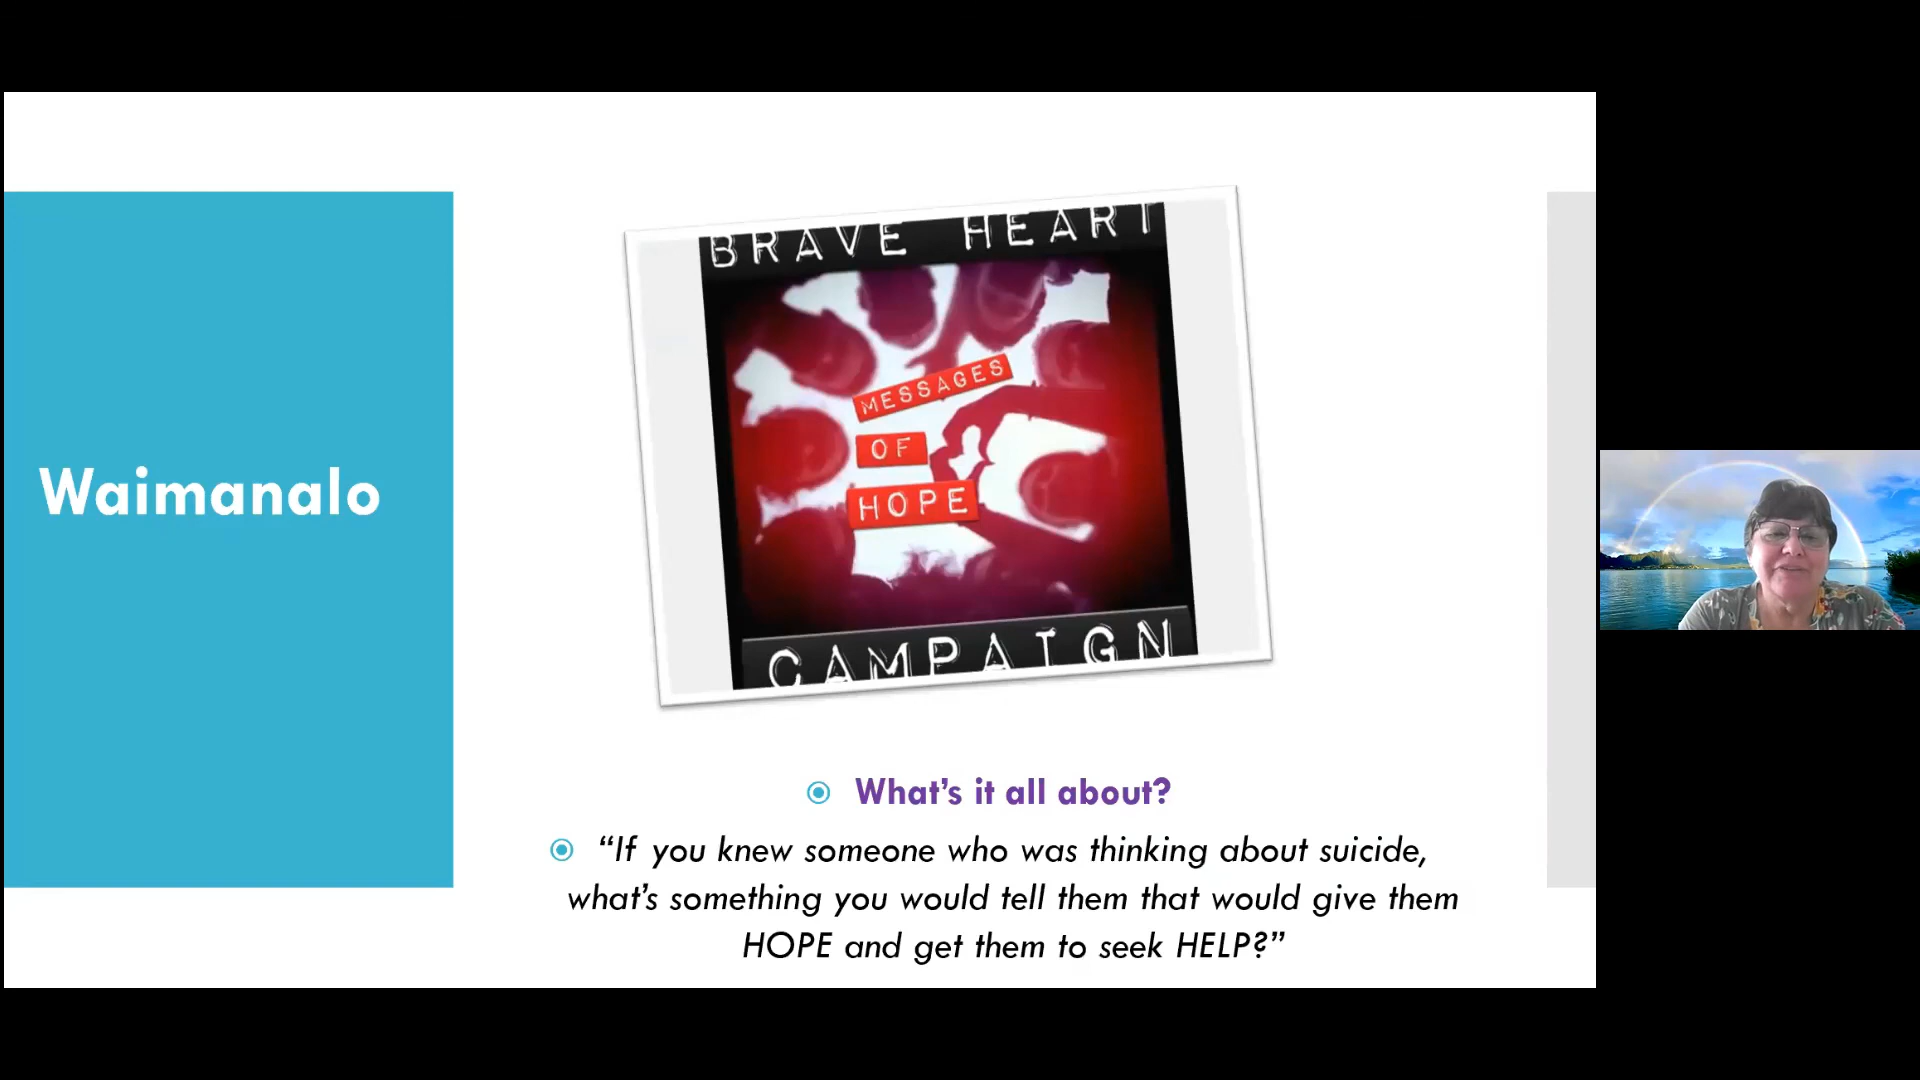 Waimanalo
BRAVE HEART
MESSAGES
OF
HOPE
CAMPAIGN
What’s it all about?
“If you knew someone who was thinking about suicide,
what’s something you would tell them that would give them
HOPE and get them to seek HELP?”